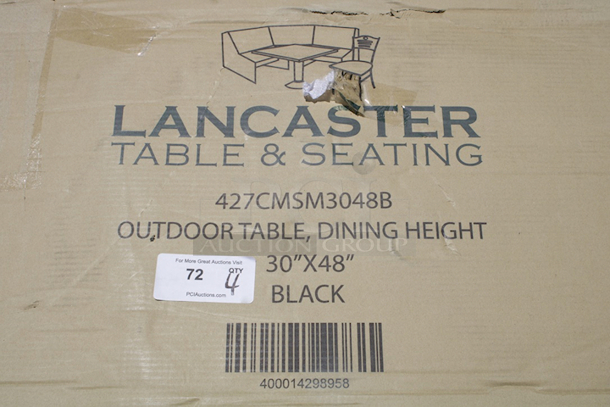 LANCASTER
TABLE & SEATING
427CMSM3048B
OUTDOOR TABLE, DINING HEIGHT
AUCTION GROUP
30"X48"
BLACK
For More Great Auctions Visit:
72 QTY 4
PCIAuctions.com
400014298958